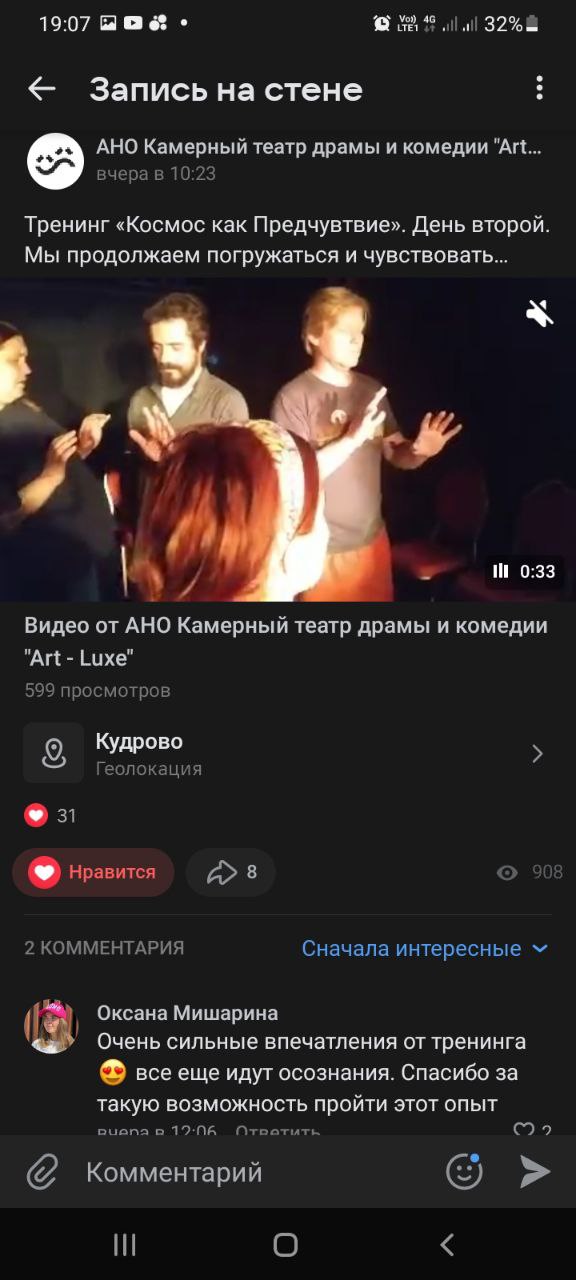 19:07
Vo)) 4G
LTE1
32%
Запись на стене
АНО Камерный театр драмы и комедии "Art...
вчера в 10:23
Тренинг «Космос как Предчувтвие». День второй.
Мы продолжаем погружаться и чувствовать...
0:33
Видео от АНО Камерный театр драмы и комедии
"Art - Luxe"
599 просмотров
Кудрово
Геолокация
31
Нравится
8
908
2 КОММЕНТАРИЯ
Сначала интересные
Оксана Мишарина
Очень сильные впечатления от тренинга
😍 все еще идут осознания. Спасибо за
такую возможность пройти этот опыт
вчера в 12:06 Ответить
2
Комментарий